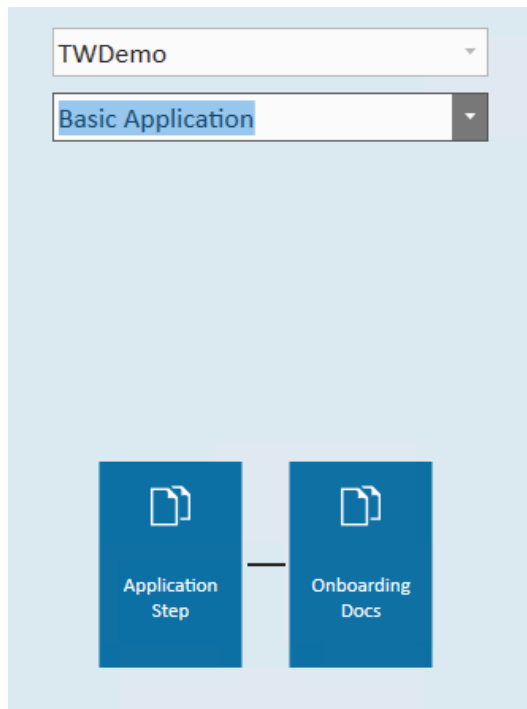 TWDemo
Basic Application
Application
Step
Onboarding
Docs